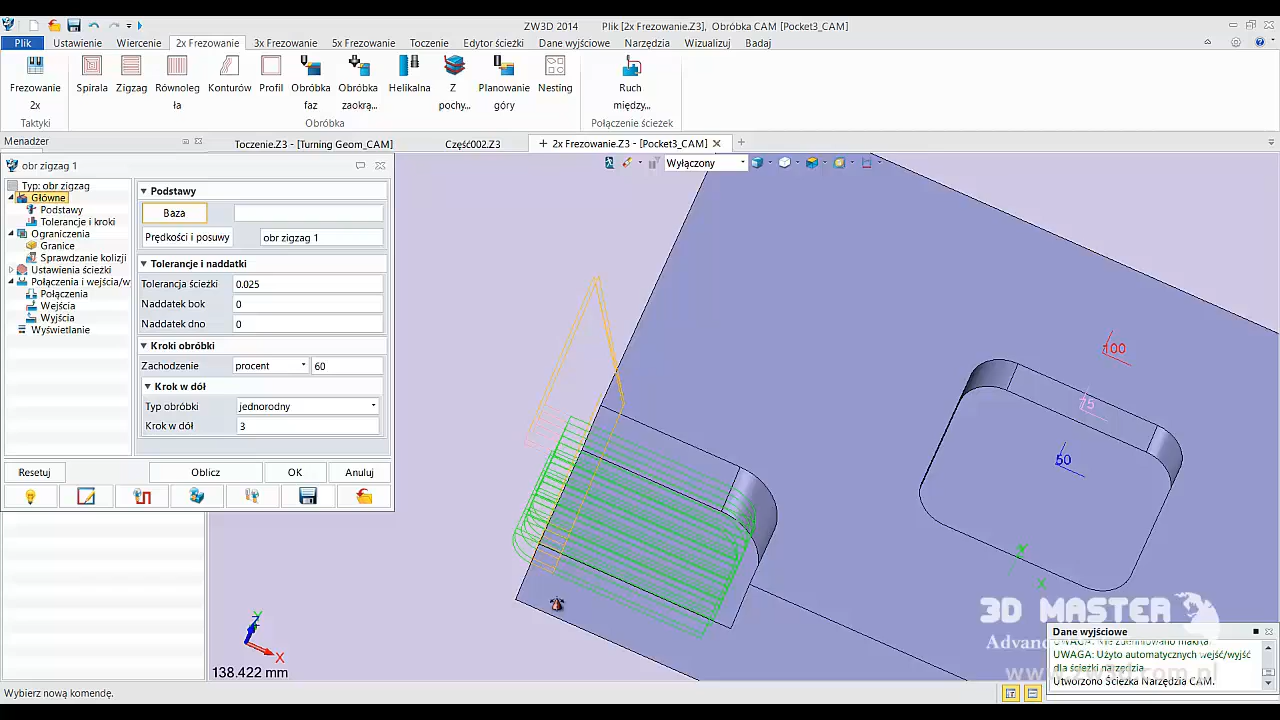 ZW3D 2014 Plik [2x Frezowanie.Z3], Obróbka CAM [Pocket3_CAM]
Plik Ustawienie Wiercenie 2x Frezowanie 3x Frezowanie 5x Frezowanie Toczenie Edytor ścieżki Dane wyjściowe Narzędzia Wizualizuj Badaj
Frezowanie 2x Spirala Zigzag Równoleg ła Konturów Profil Obróbka faz Obróbka zaokrą... Helikalna Z pochy... Planowanie góry Nesting Ruch między...
Taktyki Obróbka Połączenie ścieżek
Menadżer Toczenie.Z3 - [Turning Geom_CAM] Część002.Z3 2x Frezowanie.Z3 - [Pocket3_CAM]
obr zigzag 1 Wyłączony
Typ: obr zigzag
Główne
Podstawy
Tolerancje i kroki
Ograniczenia
Granice
Sprawdzanie kolizji
Ustawienia ścieżki
Połączenia i wejścia/w
Połączenia
Wejścia
Wyjścia
Wyświetlanie
Podstawy
Baza
Prędkości i posuwy obr zigzag 1
Tolerancje i naddatki
Tolerancja ścieżki 0.025
Naddatek bok 0
Naddatek dno 0
Kroki obróbki
Zachodzenie procent 60
Krok w dół
Typ obróbki jednorodny
Krok w dół 3
Resetuj Oblicz OK Anuluj
100
75
50
Y
X
Y
Z
X
138.422 mm
3D MASTER
Advanc
Dane wyjściowe
UWAGA: Użyto automatycznych wejść/wyjść
dla ścieżki narzędzia
Utworzono Ścieżka Narzędzia CAM.
www.zw3d.com.pl
Wybierz nową komendę.